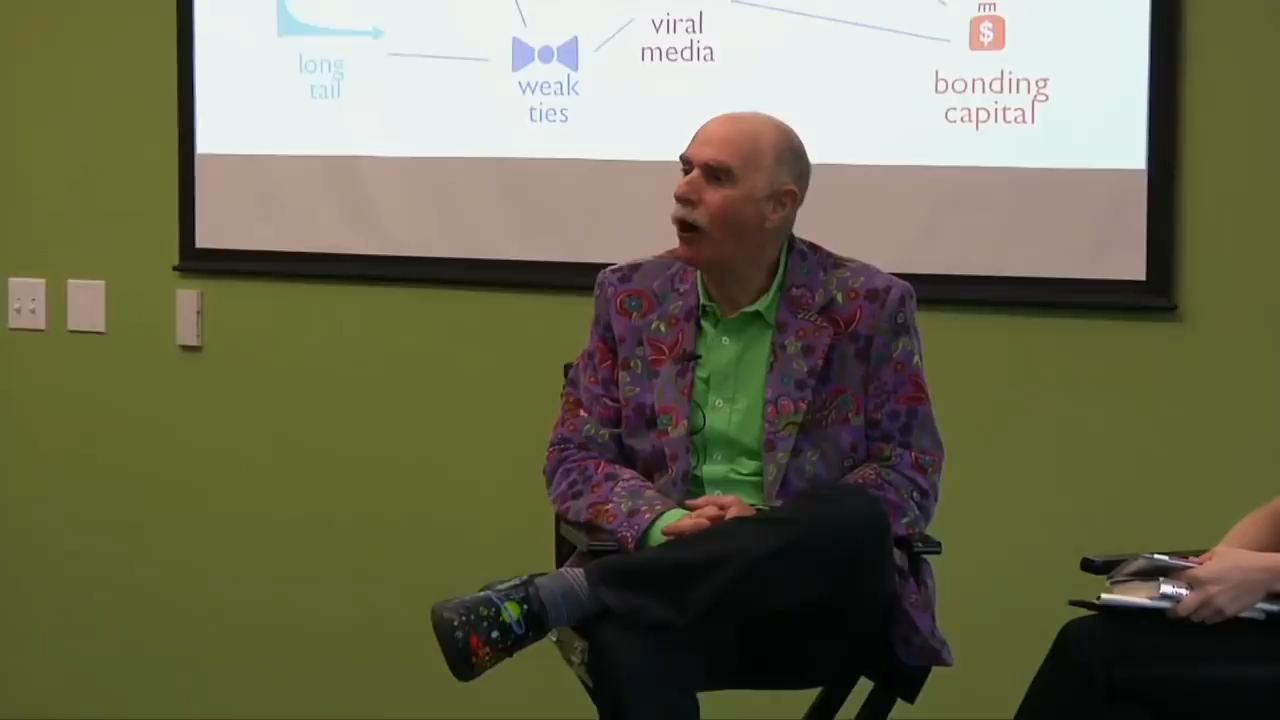 viral
media
long
tail
weak
ties
$
bonding
capital